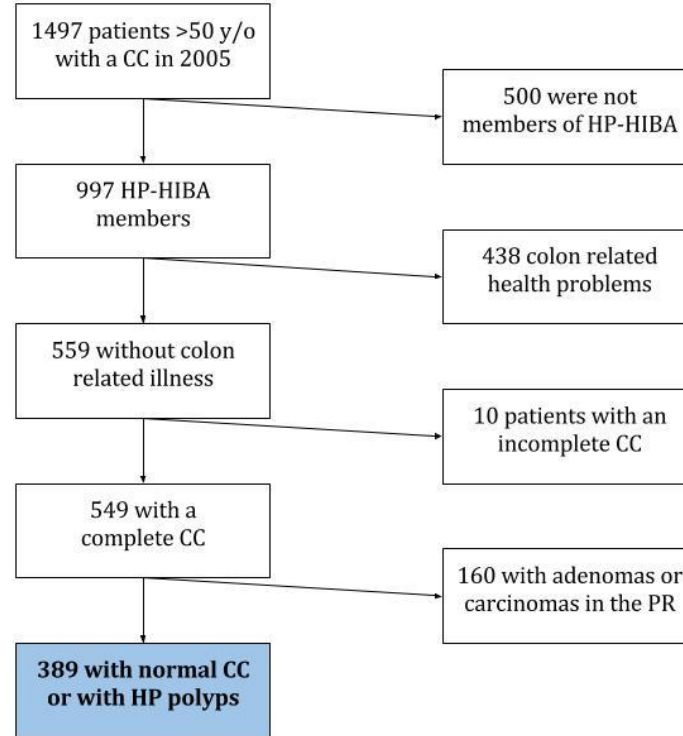 1497 patients >50 y/o
with a CC in 2005
500 were not
members of HP-HIBA
997 HP-HIBA
members
438 colon related
health problems
559 without colon
related illness
10 patients with an
incomplete CC
549 with a
complete CC
160 with adenomas or
carcinomas in the PR
389 with normal CC
or with HP polyps